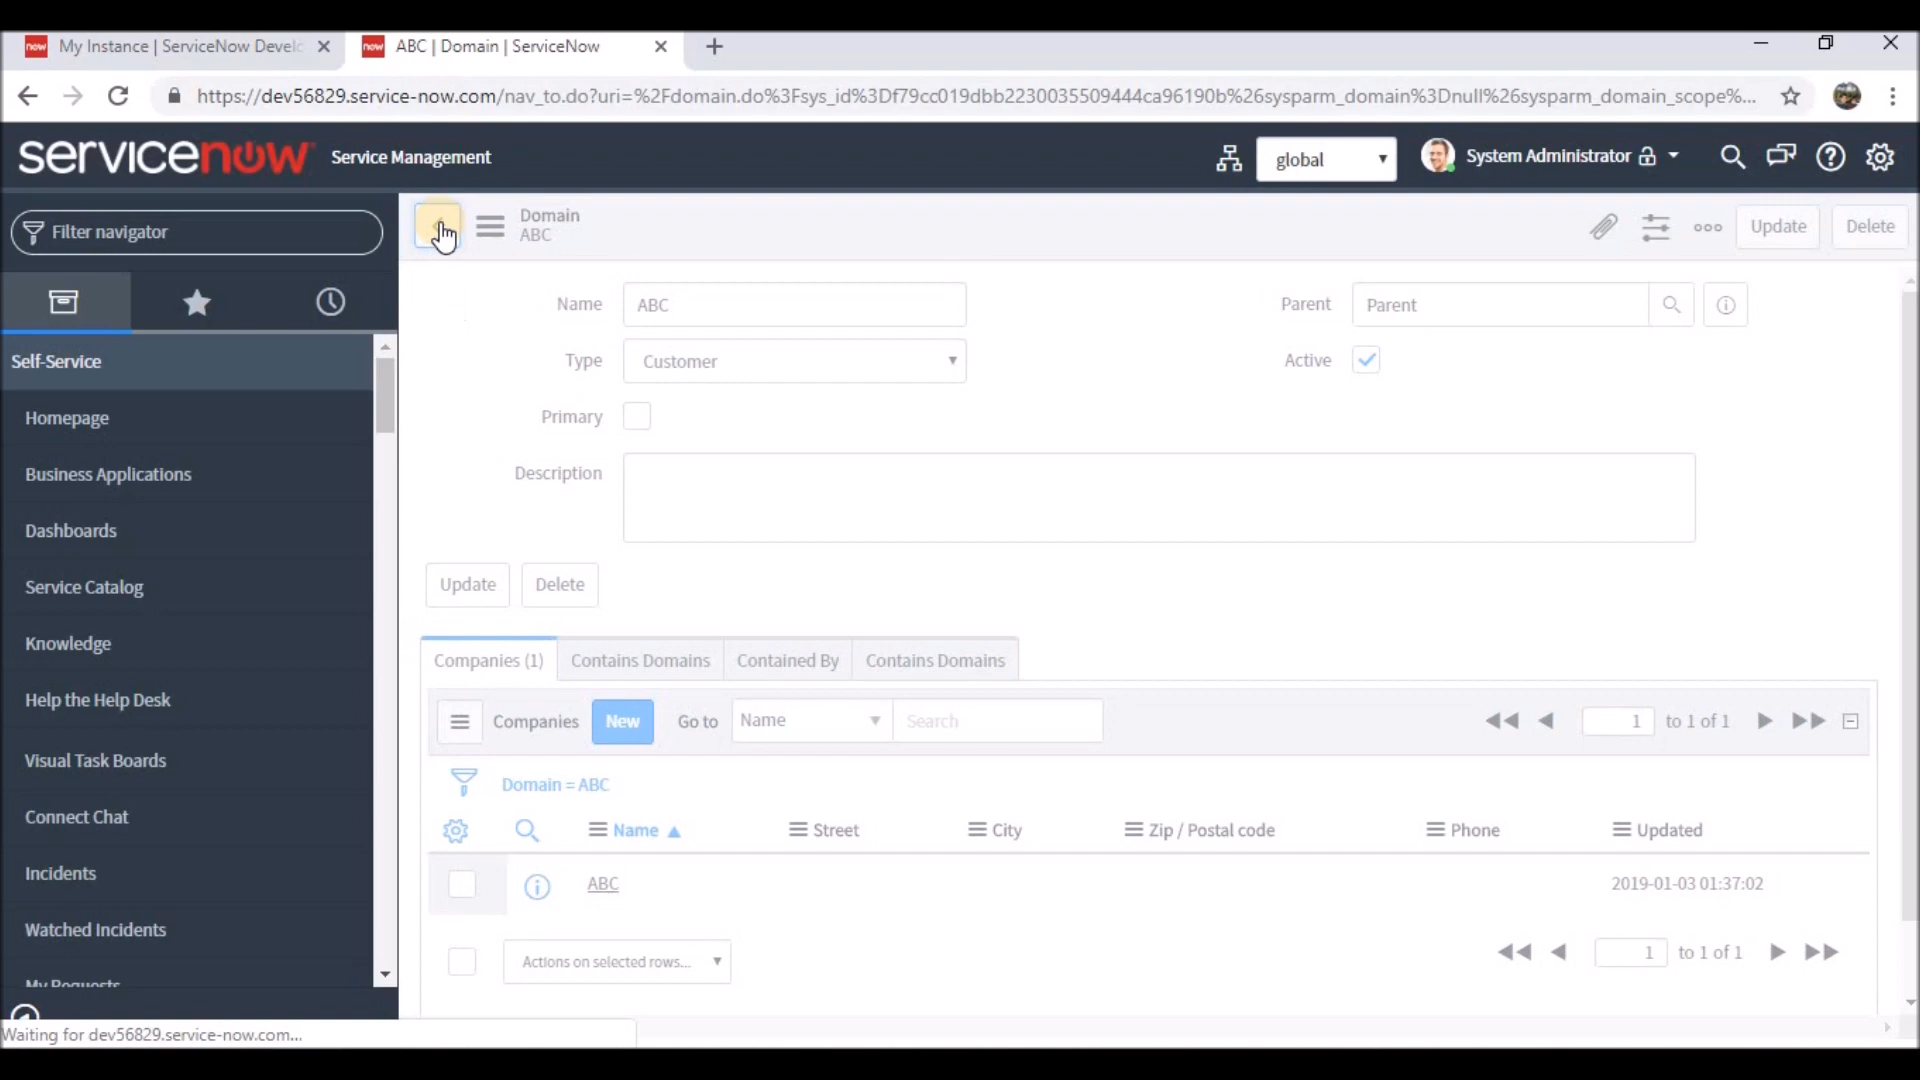 now My Instance | ServiceNow Develo
now ABC | Domain | ServiceNow
https://dev56829.service-now.com/nav_to.do?uri=%2Fdomain.do%3Fsys_id%3Df79cc019dbb2230035509444ca96190b%26sysparm_domain%3Dnull%26sysparm_domain_scope%...
servicenow Service Management
global
System Administrator
Filter navigator
Domain
ABC
Update Delete
Self-Service
Homepage
Business Applications
Dashboards
Service Catalog
Knowledge
Help the Help Desk
Visual Task Boards
Connect Chat
Incidents
Watched Incidents
My Requests
Name ABC
Parent Parent
Type Customer
Active
Primary
Description
Update Delete
Companies (1) Contains Domains Contained By Contains Domains
Companies New Go to Name Search 1 to 1 of 1
Domain = ABC
Name Street City Zip / Postal code Phone Updated
ABC 2019-01-03 01:37:02
Actions on selected rows... 1 to 1 of 1
Waiting for dev56829.service-now.com...